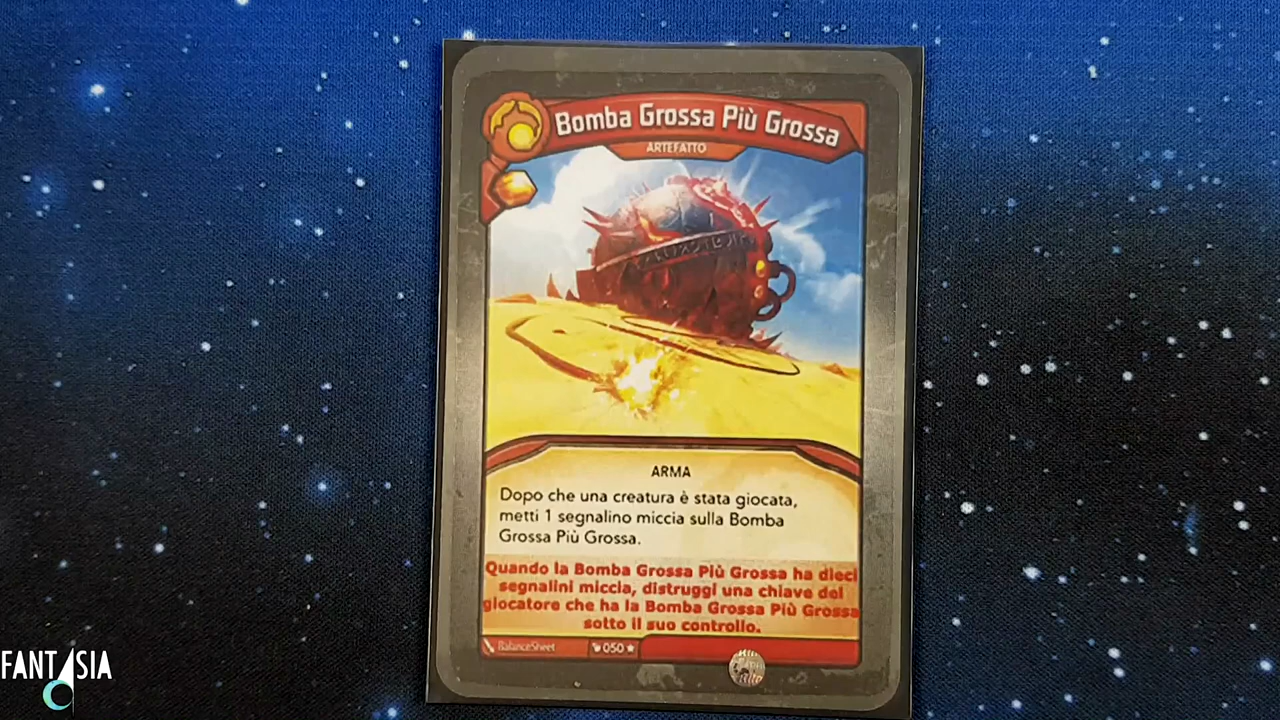 Bomba Grossa Più Grossa
ARTEFATTO
ARMA
Dopo che una creatura è stata giocata,
metti 1 segnalino miccia sulla Bomba
Grossa Più Grossa.
Quando la Bomba Grossa Più Grossa ha dieci
segnalini miccia, distruggi una chiave del
giocatore che ha la Bomba Grossa Più Grossa
sotto il suo controllo.
BalanceSheet
050
FANTASIA